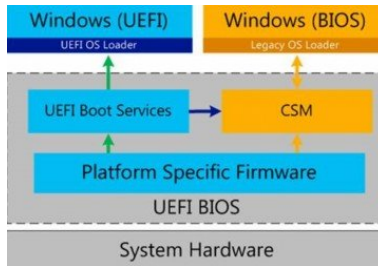 Windows (UEFI)
UEFI OS Loader
Windows (BIOS)
Legacy OS Loader
UEFI Boot Services
CSM
Platform Specific Firmware
UEFI BIOS
System Hardware